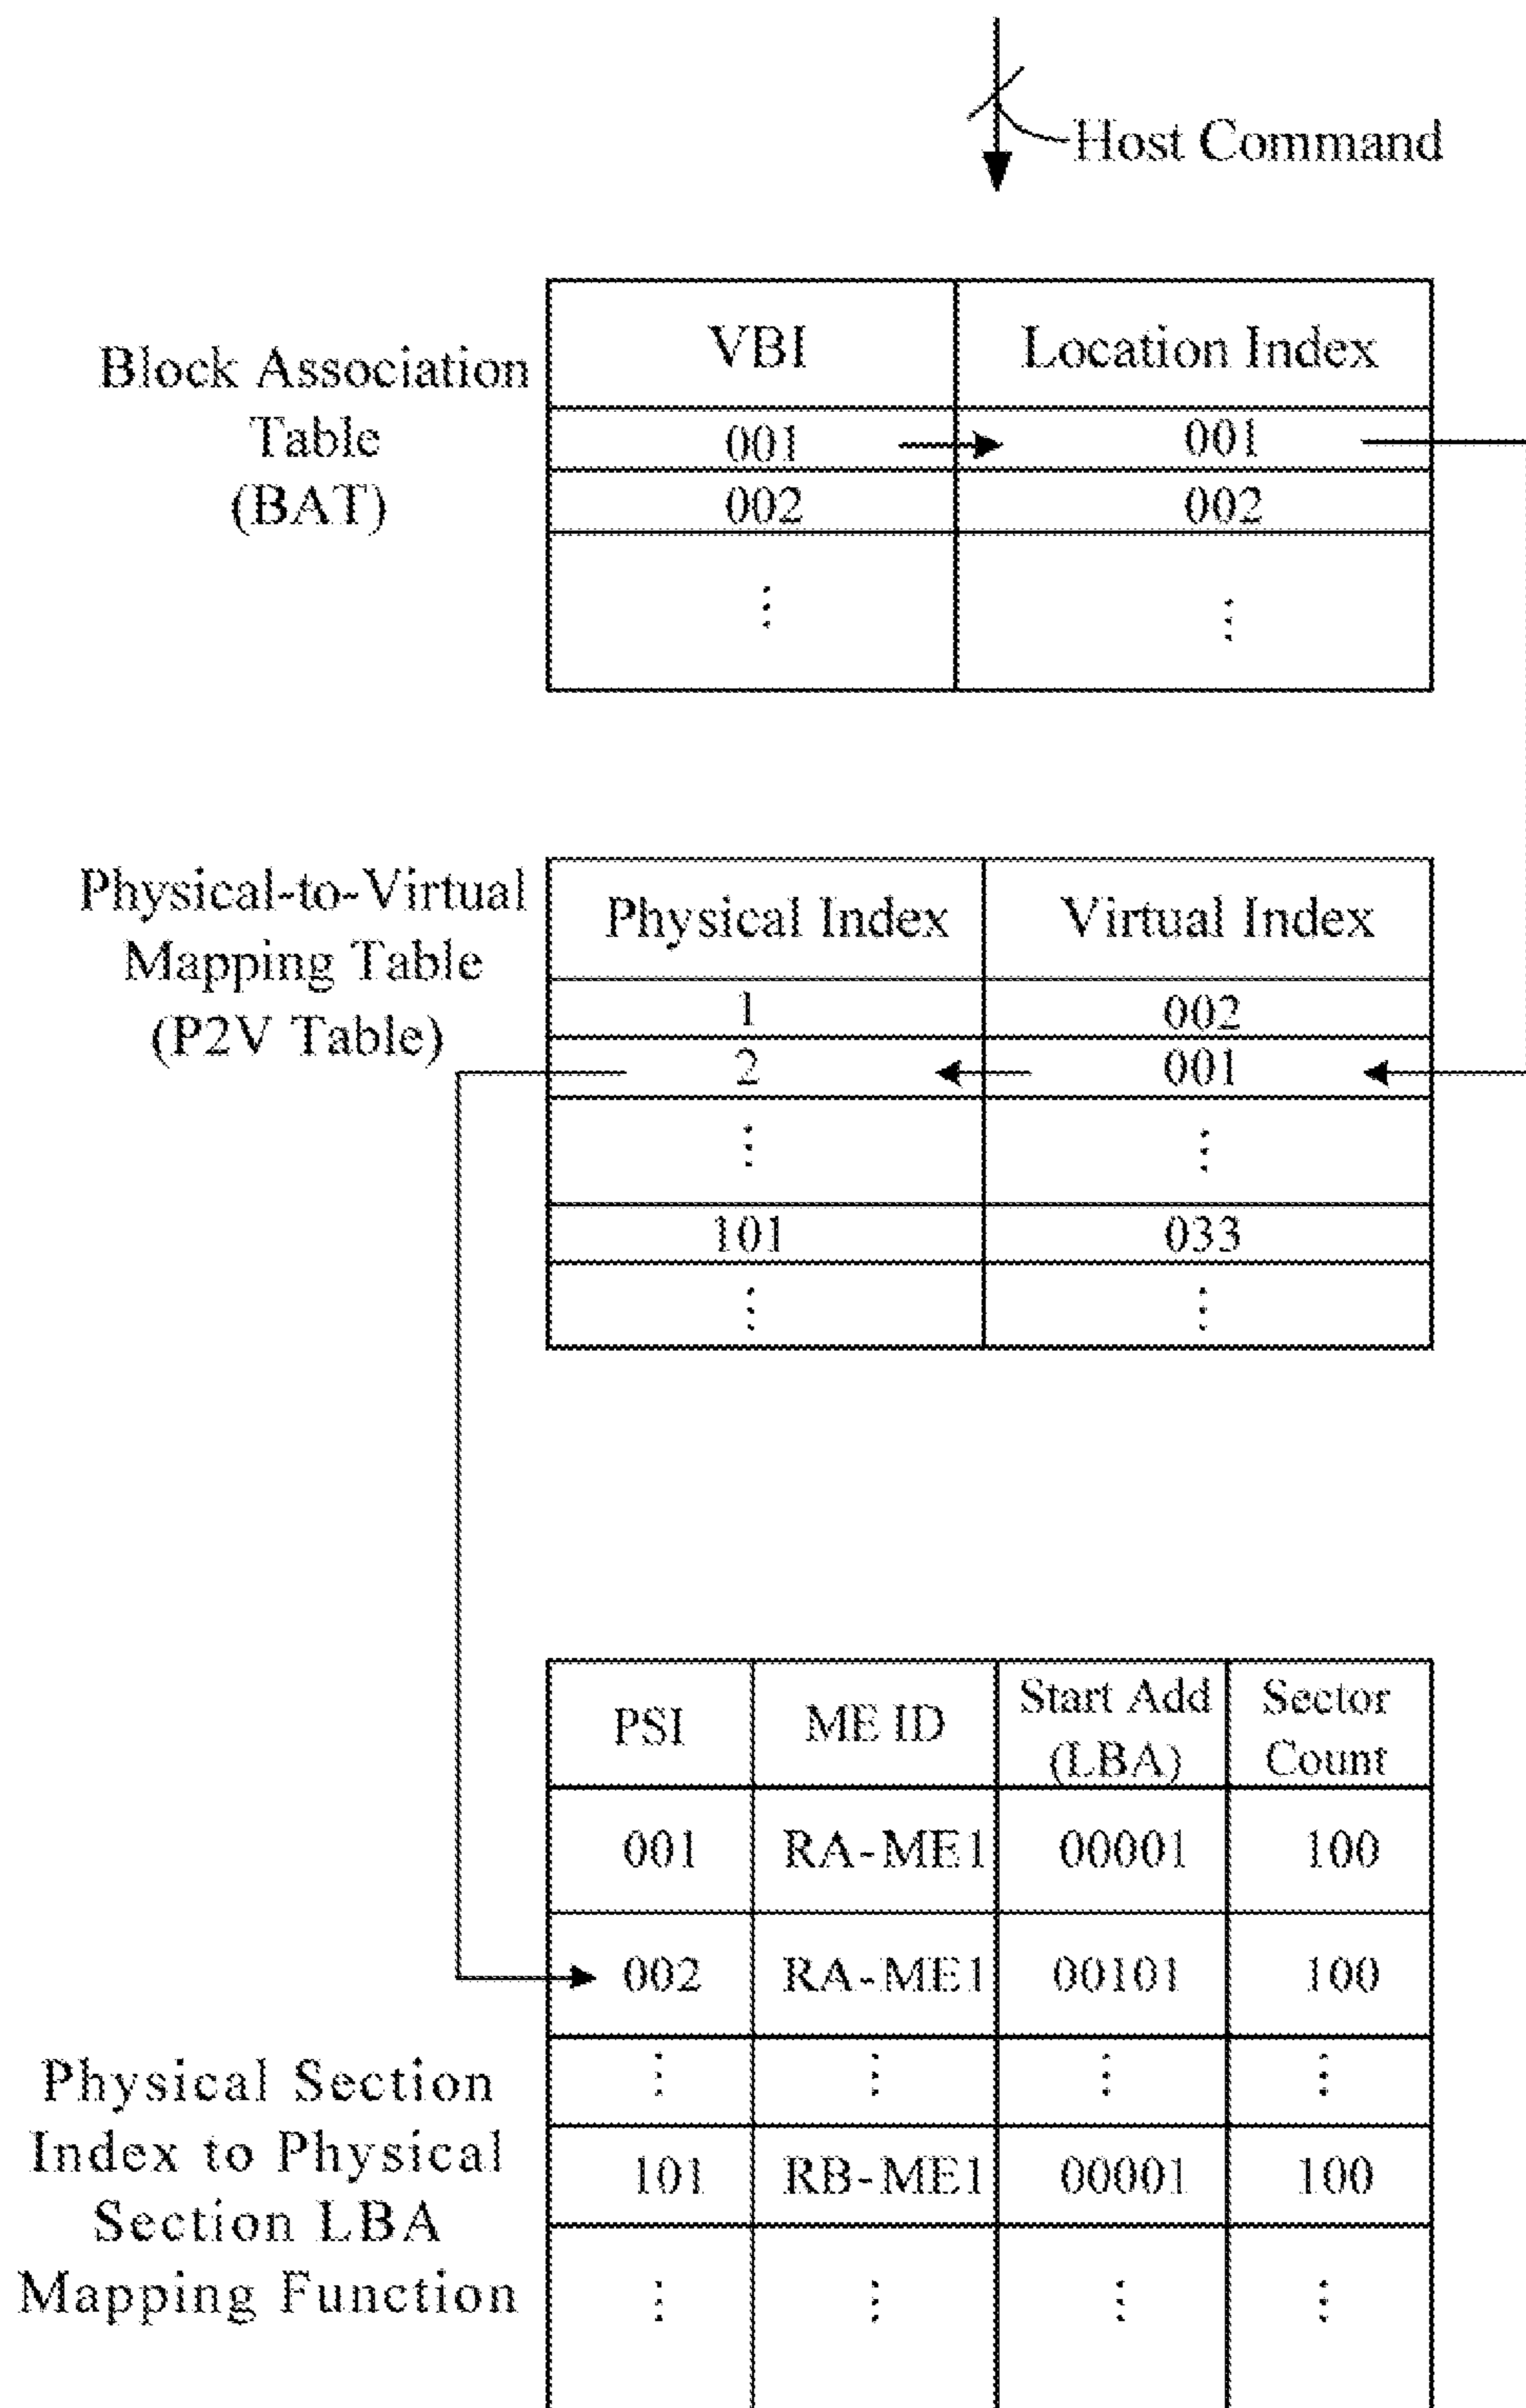 Host Command
Block Association
Table
(BAT)
VBI Location Index
001 001
002 002
⋮ ⋮
Physical-to-Virtual
Mapping Table
(P2V Table)
Physical Index Virtual Index
1 002
2 001
⋮ ⋮
101 033
⋮ ⋮
PSI ME ID Start Add (LBA) Sector Count
001 RA-ME1 00001 100
002 RA-ME1 00101 100
⋮ ⋮ ⋮ ⋮
101 RB-ME1 00001 100
⋮ ⋮ ⋮ ⋮
Physical Section
Index to Physical
Section LBA
Mapping Function